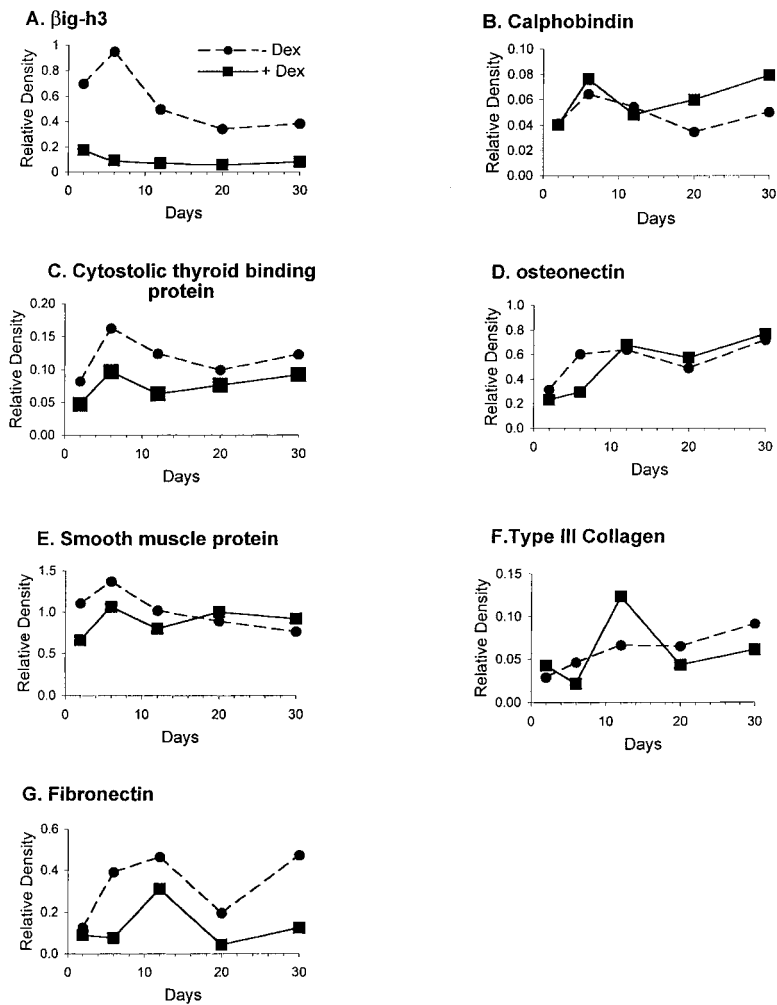 A. βig-h3
1
0.8
0.6
0.4
0.2
0
Relative Density
0
10
20
30
Days
- Dex
+ Dex
B. Calphobindin
0.10
0.08
0.06
0.04
0.02
0.00
Relative Density
0
10
20
30
Days
C. Cytostolic thyroid binding
protein
0.20
0.15
0.10
0.05
0.00
Relative Density
0
10
20
30
Days
D. osteonectin
1.0
0.8
0.6
0.4
0.2
0.0
Relative Density
0
10
20
30
Days
E. Smooth muscle protein
1.5
1.0
0.5
0.0
Relative Density
0
10
20
30
Days
F.Type III Collagen
0.15
0.10
0.05
0.00
Relative Density
0
10
20
30
Days
G. Fibronectin
0.6
0.4
0.2
0.0
Relative Density
0
10
20
30
Days